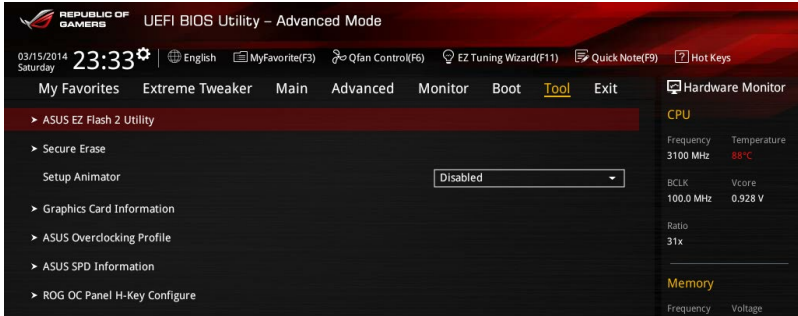 REPUBLIC OF
GAMERS
UEFI BIOS Utility – Advanced Mode
03/15/2014
Saturday
23:33
English
MyFavorite(F3)
Qfan Control(F6)
EZ Tuning Wizard(F11)
Quick Note(F9)
? Hot Keys
My Favorites
Extreme Tweaker
Main
Advanced
Monitor
Boot
Tool
Exit
Hardware Monitor
> ASUS EZ Flash 2 Utility
> Secure Erase
Setup Animator
Disabled
> Graphics Card Information
> ASUS Overclocking Profile
> ASUS SPD Information
> ROG OC Panel H-Key Configure
CPU
Frequency Temperature
3100 MHz 88°C
BCLK Vcore
100.0 MHz 0.928 V
Ratio
31x
Memory
Frequency Voltage